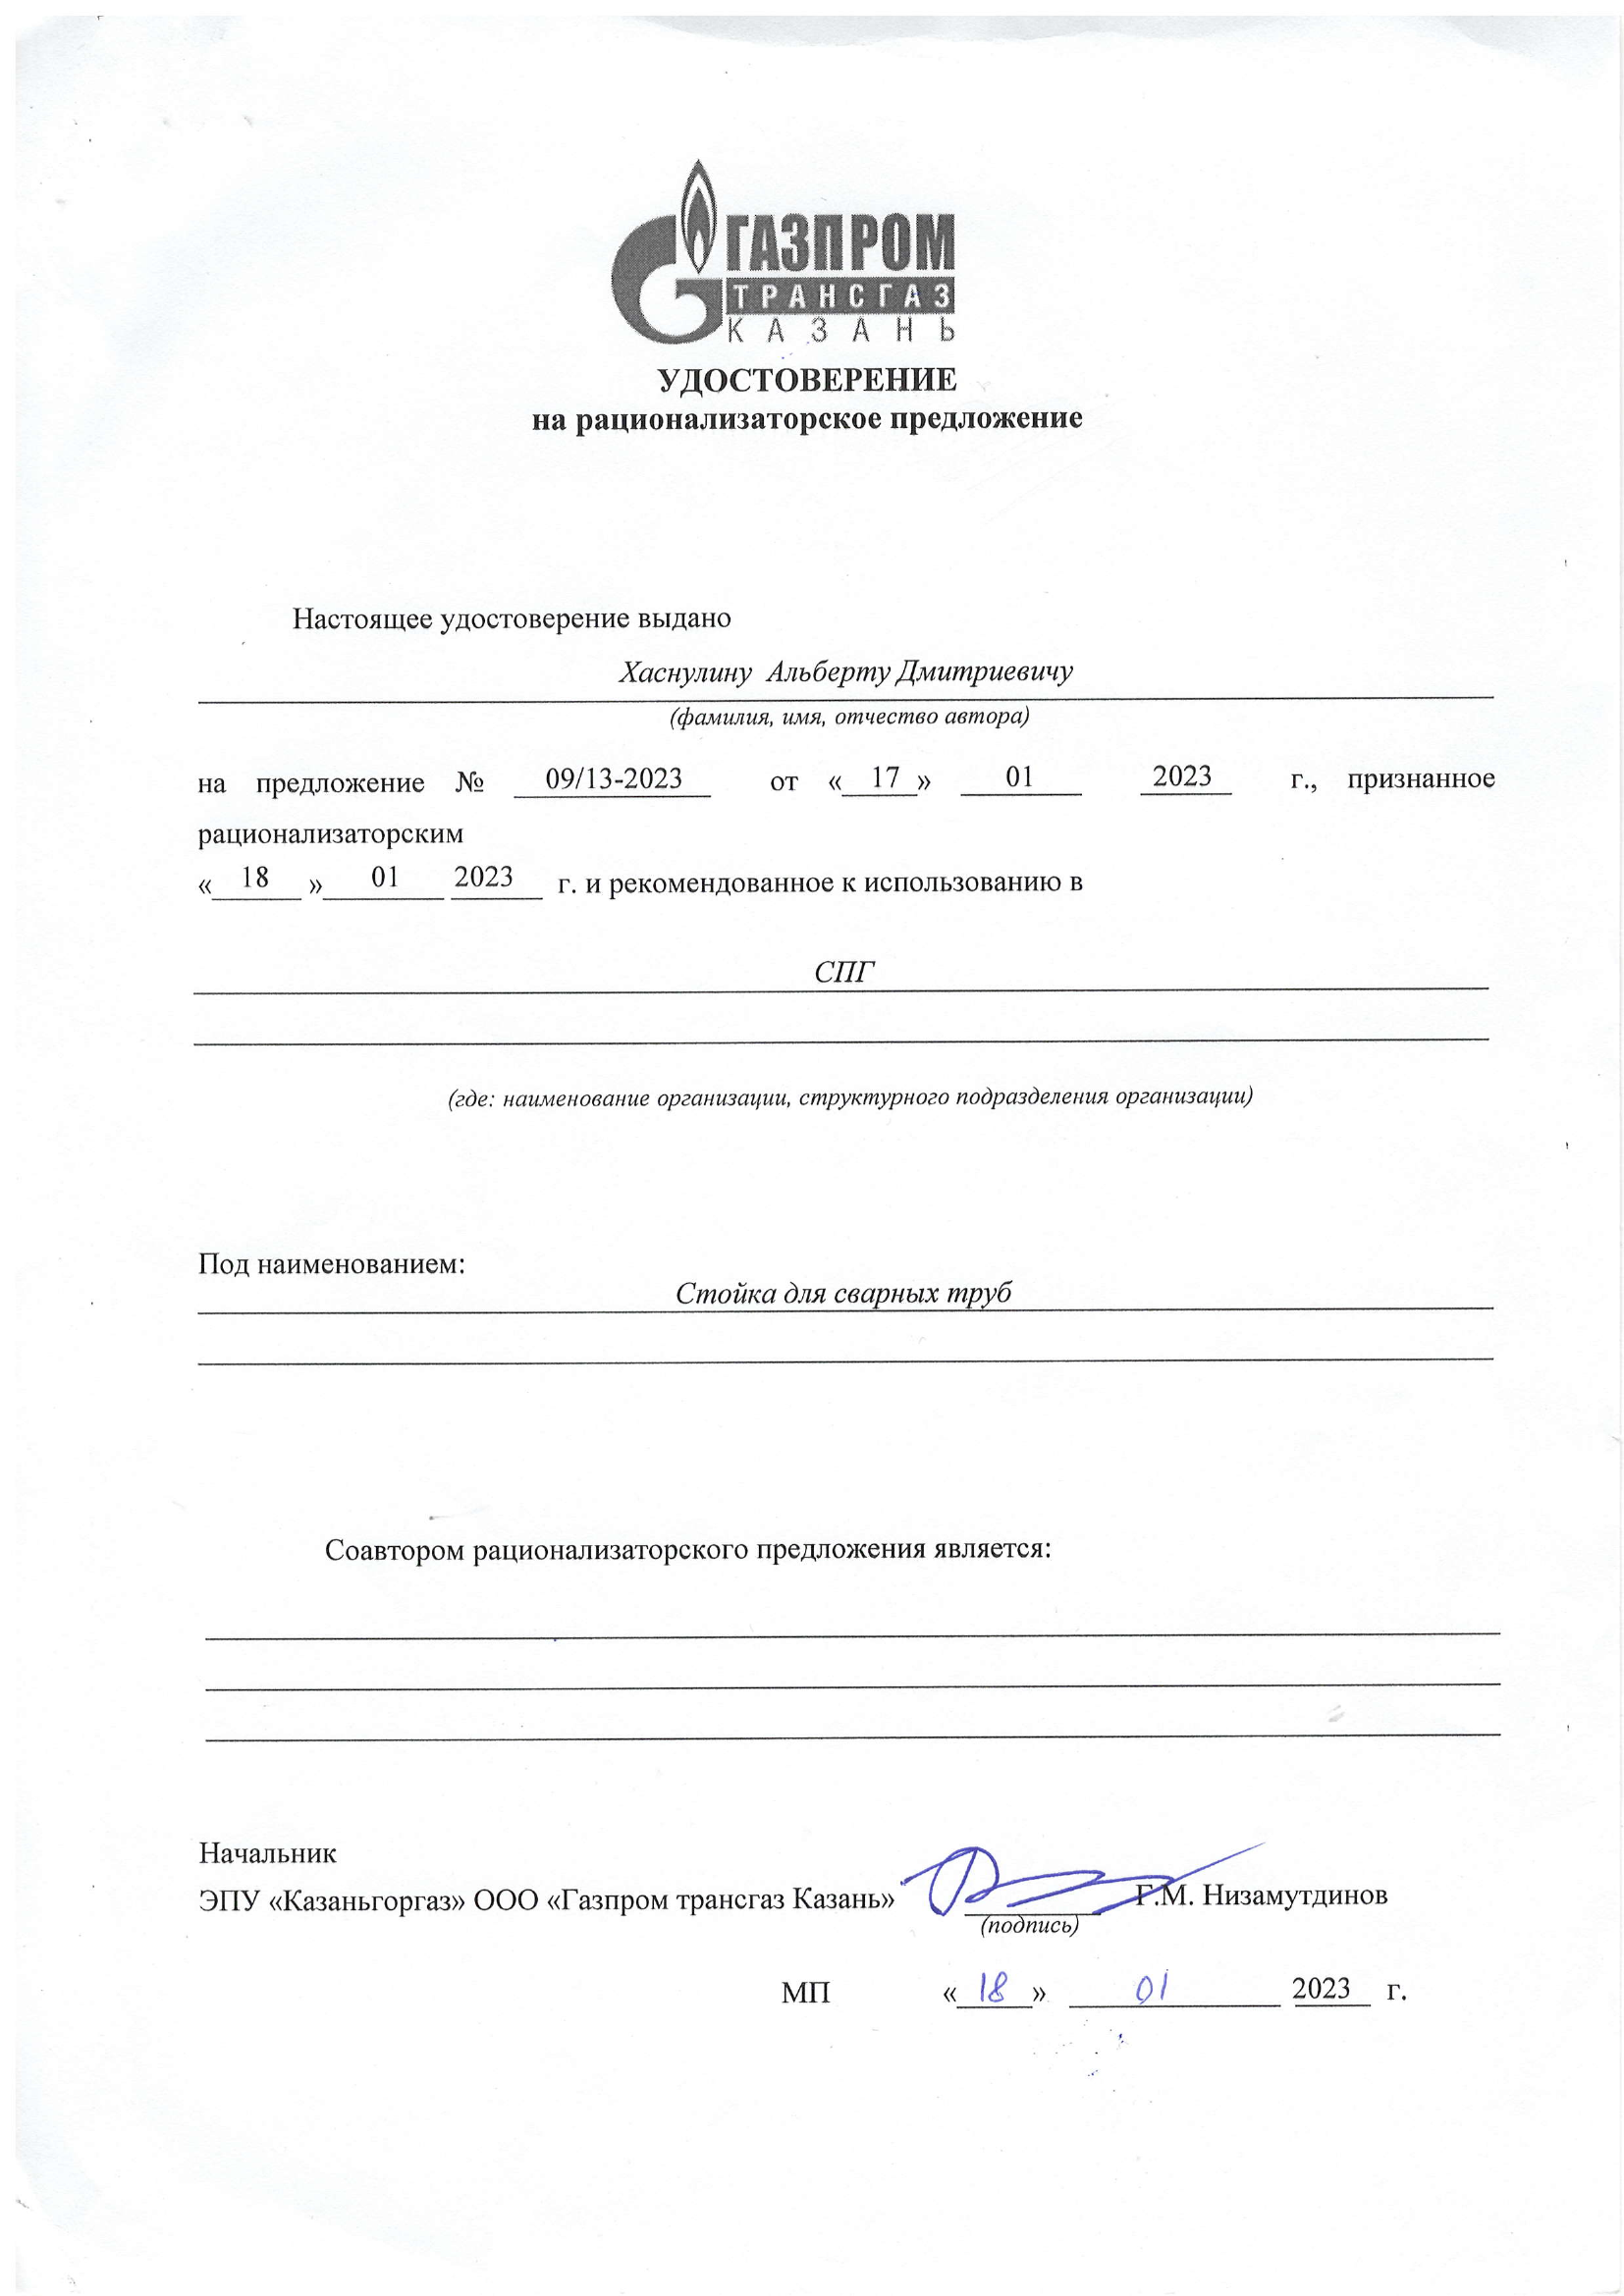 ГАЗПРОМ
ТРАНСГАЗ
КАЗАНЬ
УДОСТОВЕРЕНИЕ
на рационализаторское предложение
Настоящее удостоверение выдано
Хаснулину Альберту Дмитриевичу
(фамилия, имя, отчество автора)
на предложение № 09/13-2023 от « 17 » 01 2023 г., признанное
рационализаторским
« 18 » 01 2023 г. и рекомендованное к использованию в
СПГ
(где: наименование организации, структурного подразделения организации)
Под наименованием:
Стойка для сварных труб
Соавтором рационализаторского предложения является:
Начальник
ЭПУ «Казаньгоргаз» ООО «Газпром трансгаз Казань» Г.М. Низамутдинов
(подпись)
МП « 18 » 01 2023 г.